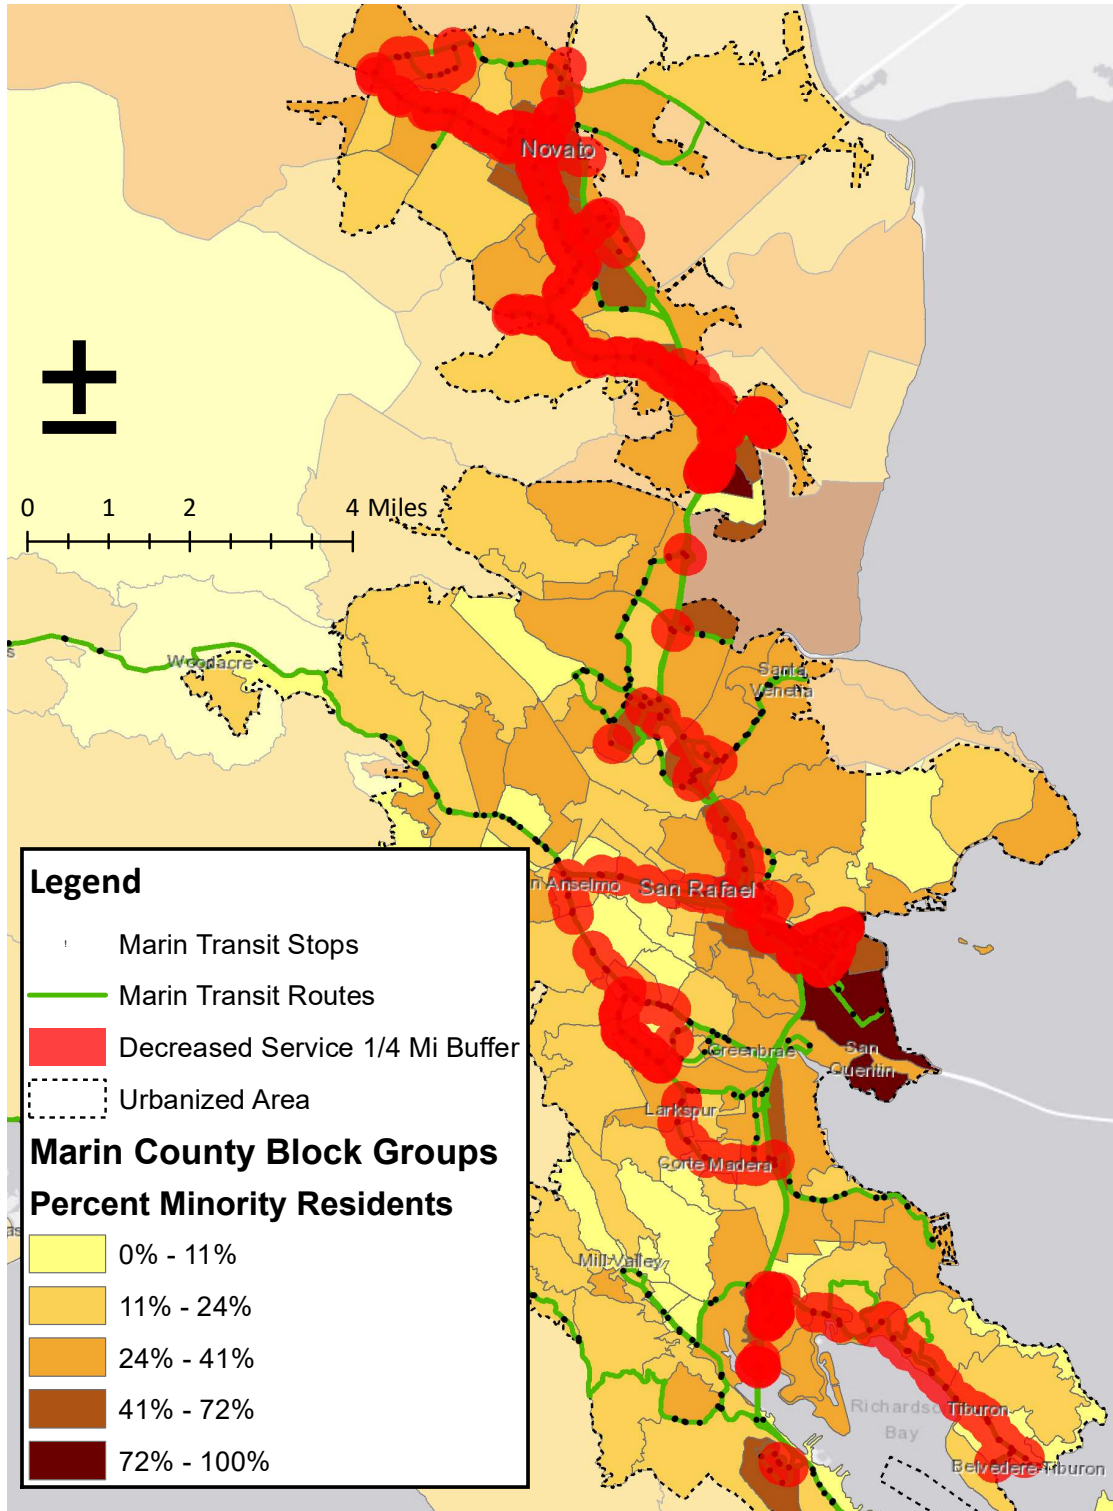 Novato
±
0 1 2 4 Miles
Woodacre
Santa
Venetia
Legend
n Anselmo
San Rafael
Marin Transit Stops
Marin Transit Routes
Decreased Service 1/4 Mi Buffer
Greenbrae
San
Quentin
Urbanized Area
Larkspur
Marin County Block Groups
Corte Madera
Percent Minority Residents
0% - 11%
Mill Valley
11% - 24%
24% - 41%
41% - 72%
Richardso
Bay
Tiburon
72% - 100%
Belvedere Tiburon